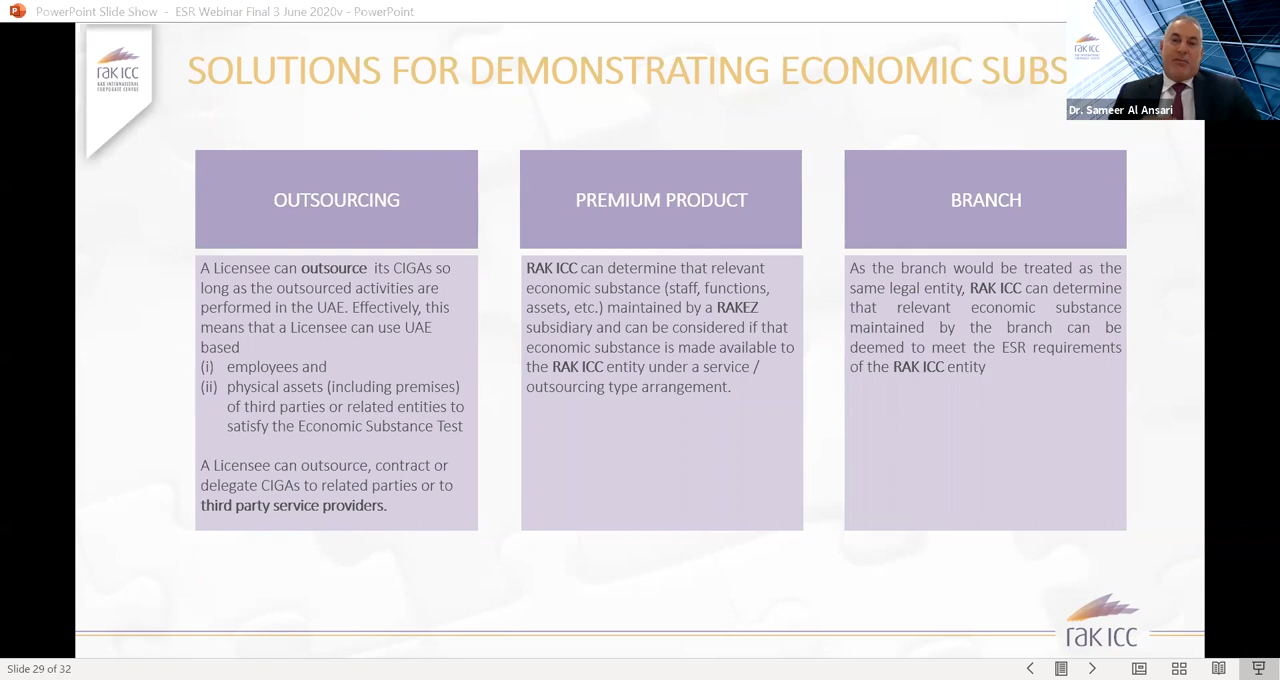 PowerPoint Slide Show - ESR Webinar Final 3 June 2020v - PowerPoint
rak icc
RAK INTERNATIONAL
CORPORATE CENTRE
SOLUTIONS FOR DEMONSTRATING ECONOMIC SUBS
rak icc
Dr. Sameer Al Ansari
OUTSOURCING
A Licensee can outsource its CIGAs so
long as the outsourced activities are
performed in the UAE. Effectively, this
means that a Licensee can use UAE
based
(i) employees and
(ii) physical assets (including premises)
of third parties or related entities to
satisfy the Economic Substance Test
A Licensee can outsource, contract or
delegate CIGAs to related parties or to
third party service providers.
PREMIUM PRODUCT
RAK ICC can determine that relevant
economic substance (staff, functions,
assets, etc.) maintained by a RAKEZ
subsidiary and can be considered if that
economic substance is made available to
the RAK ICC entity under a service /
outsourcing type arrangement.
BRANCH
As the branch would be treated as the
same legal entity, RAK ICC can determine
that relevant economic substance
maintained by the branch can be
deemed to meet the ESR requirements
of the RAK ICC entity
rak icc
Slide 29 of 32